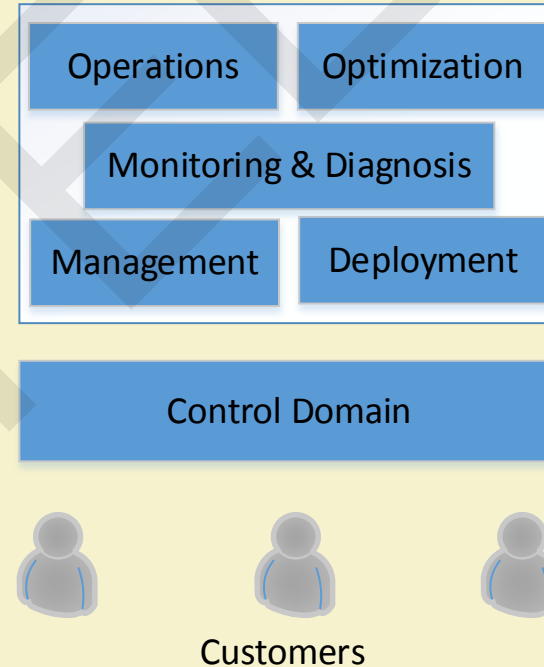 Operations
Optimization
Monitoring & Diagnosis
Management
Deployment
Control Domain
Customers